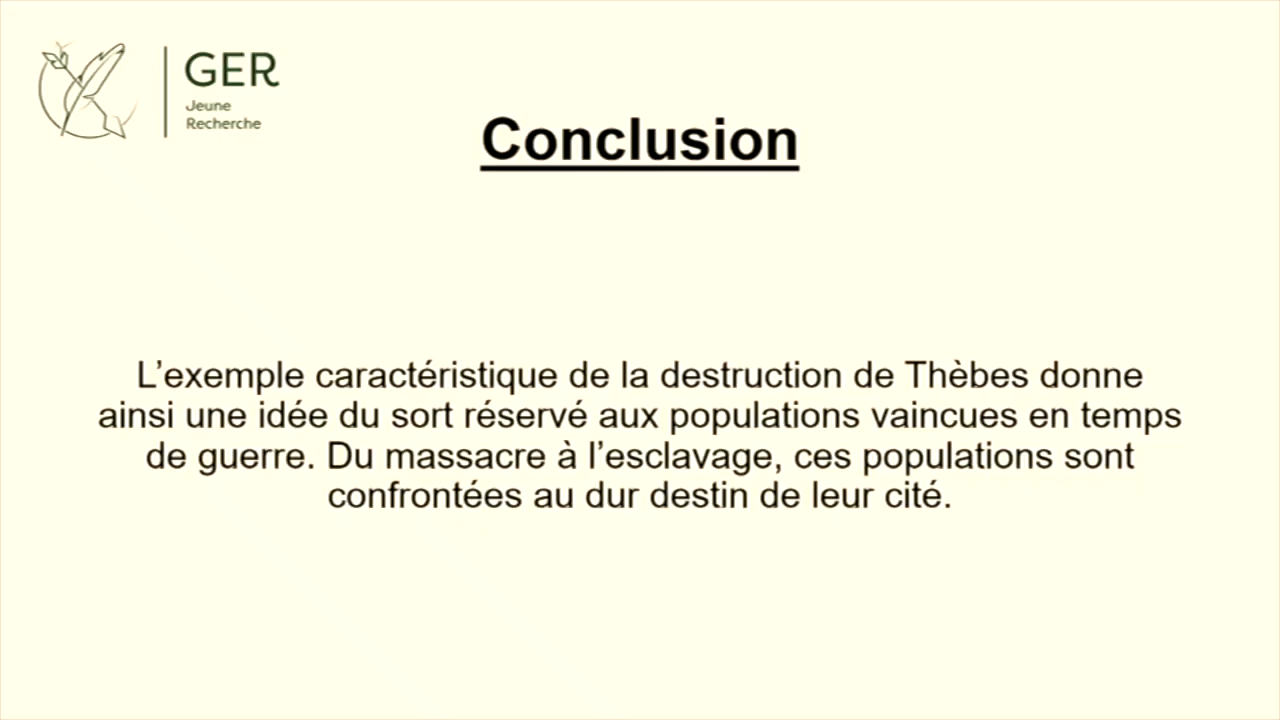 GER
Jeune
Recherche
Conclusion
L’exemple caractéristique de la destruction de Thèbes donne
ainsi une idée du sort réservé aux populations vaincues en temps
de guerre. Du massacre à l’esclavage, ces populations sont
confrontées au dur destin de leur cité.